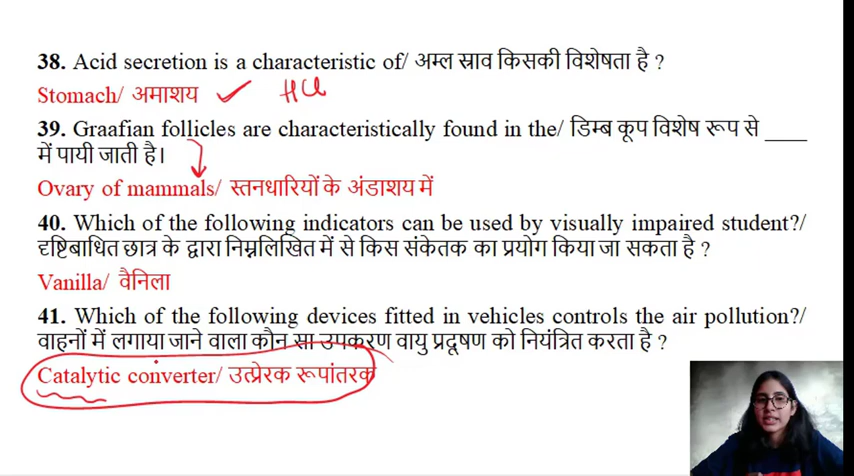 38. Acid secretion is a characteristic of/ अम्ल स्राव किसकी विशेषता है ?
Stomach/ अमाशय HCl
39. Graafian follicles are characteristically found in the/ डिम्ब कूप विशेष रूप से ____
में पायी जाती है।
Ovary of mammals/ स्तनधारियों के अंडाशय में
40. Which of the following indicators can be used by visually impaired student?/
दृष्टिबाधित छात्र के द्वारा निम्नलिखित में से किस संकेतक का प्रयोग किया जा सकता है ?
Vanilla/ वैनिला
41. Which of the following devices fitted in vehicles controls the air pollution?/
वाहनों में लगाया जाने वाला कौन सा उपकरण वायु प्रदूषण को नियंत्रित करता है ?
Catalytic converter/ उत्प्रेरक रूपांतरक